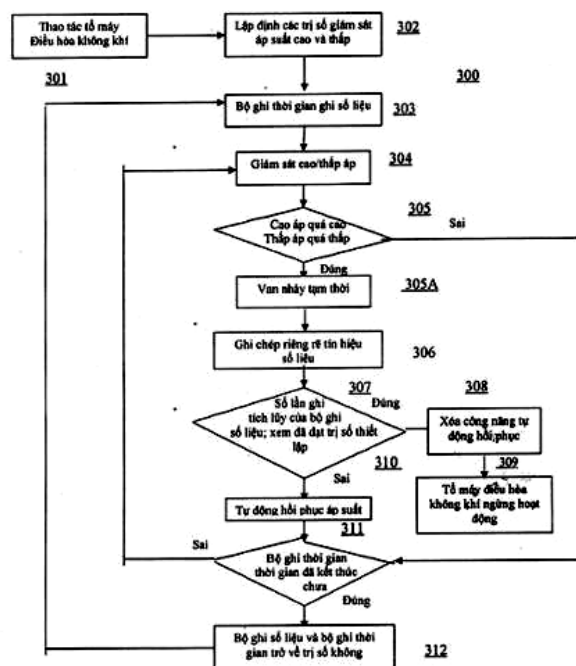 Thao tác tổ máy
Điều hòa không khí
301
Lập định các trị số giám sát
áp suất cao và thấp
302
300
Bộ ghi thời gian ghi số liệu
303
Giám sát cao/thấp áp
304
305
Cao áp quá cao
Thấp áp quá thấp
Sai
Đúng
Van nhảy tạm thời
305A
Ghi chép riêng rẽ tín hiệu
số liệu
306
307
Số lần ghi
tích lũy của bộ ghi
số liệu; xem đã đạt trị số thiết
lập
Đúng
308
Xóa công năng tự
động hồi phục
309
Tổ máy điều hòa
không khí ngừng hoạt
động
310
Sai
Tự động hồi phục áp suất
311
Sai
Bộ ghi thời gian
thời gian đã kết thúc
chưa
Đúng
Bộ ghi số liệu và bộ ghi thời
gian trở về trị số không
312